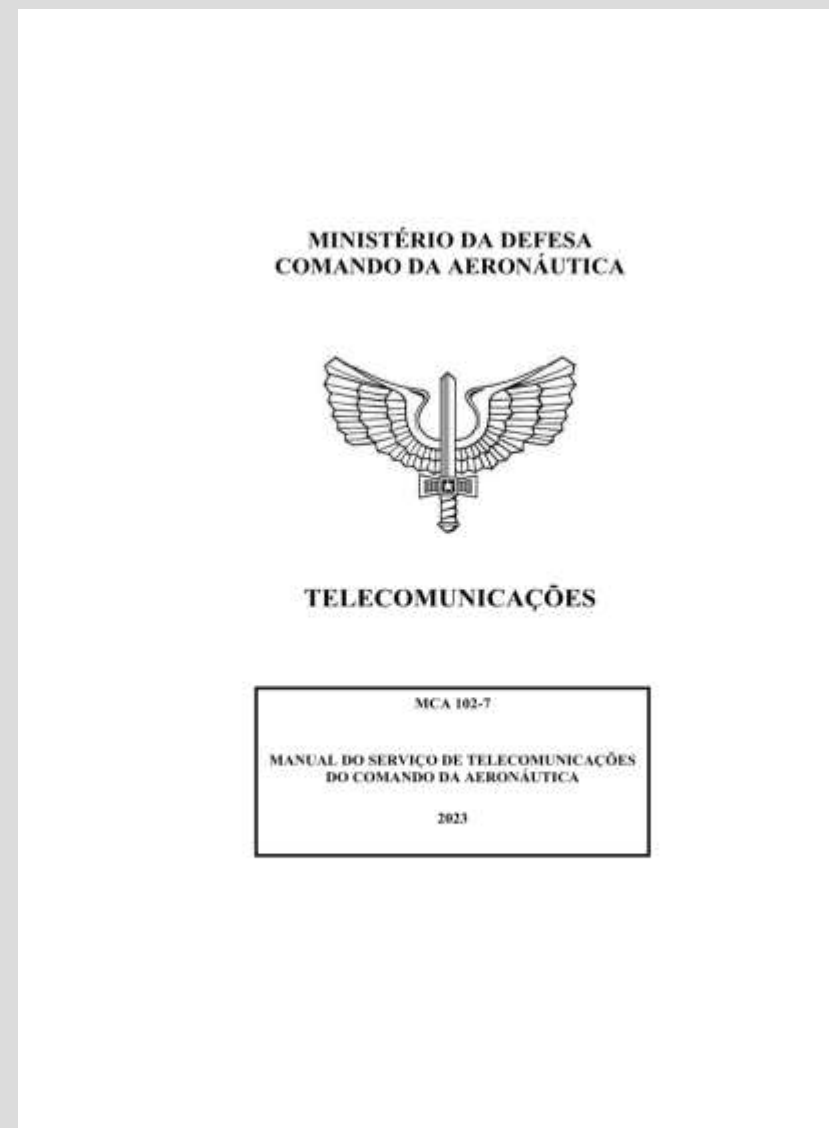 MINISTÉRIO DA DEFESA
COMANDO DA AERONÁUTICA
TELECOMUNICAÇÕES
MCA 102-7
MANUAL DO SERVIÇO DE TELECOMUNICAÇÕES
DO COMANDO DA AERONÁUTICA
2023